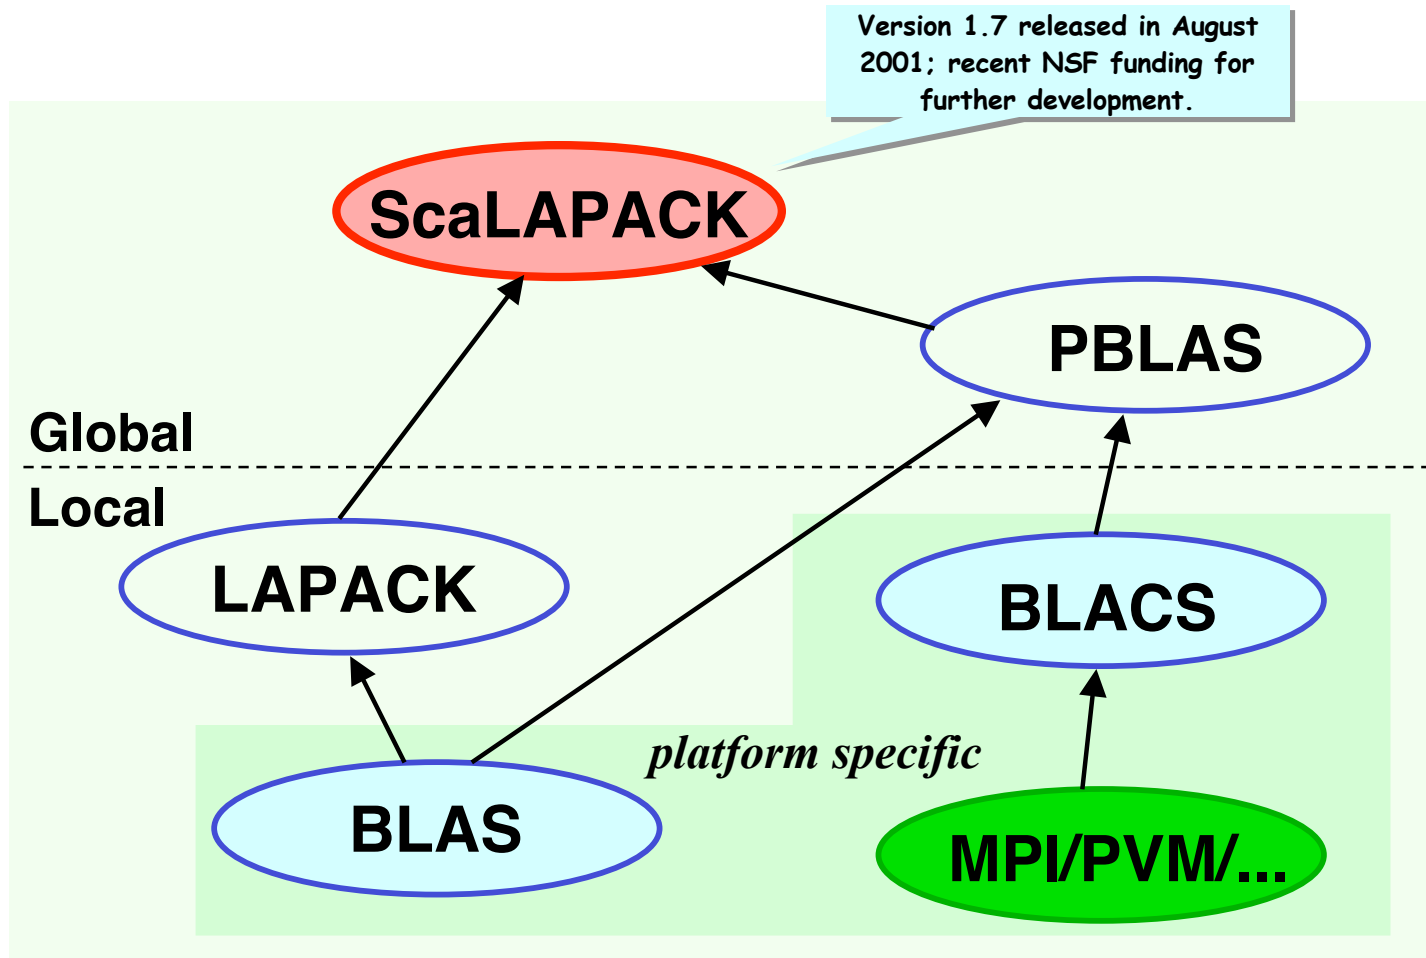 Version 1.7 released in August
2001; recent NSF funding for
further development.
ScaLAPACK
PBLAS
Global
Local
LAPACK
BLACS
platform specific
BLAS
MPI/PVM/...